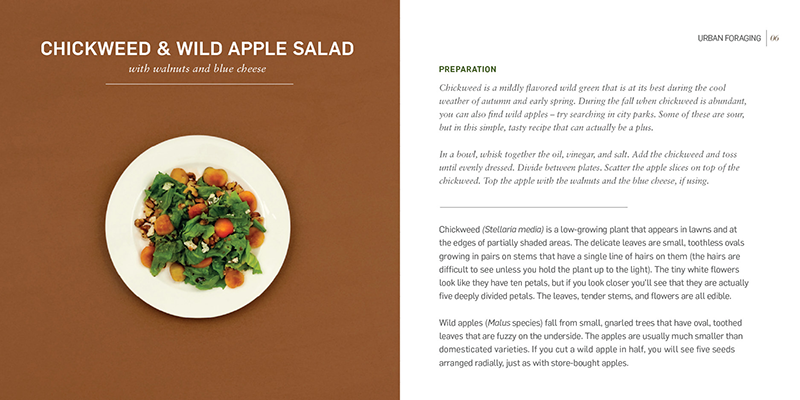 CHICKWEED & WILD APPLE SALAD
with walnuts and blue cheese
URBAN FORAGING 06
PREPARATION
Chickweed is a mildly flavored wild green that is at its best during the cool
weather of autumn and early spring. During the fall when chickweed is abundant,
you can also find wild apples – try searching in city parks. Some of these are sour,
but in this simple, tasty recipe that can actually be a plus.
In a bowl, whisk together the oil, vinegar, and salt. Add the chickweed and toss
until evenly dressed. Divide between plates. Scatter the apple slices on top of the
chickweed. Top the apple with the walnuts and the blue cheese, if using.
Chickweed (Stellaria media) is a low-growing plant that appears in lawns and at
the edges of partially shaded areas. The delicate leaves are small, toothless ovals
growing in pairs on stems that have a single line of hairs on them (the hairs are
difficult to see unless you hold the plant up to the light). The tiny white flowers
look like they have ten petals, but if you look closer you'll see that they are actually
five deeply divided petals. The leaves, tender stems, and flowers are all edible.
Wild apples (Malus species) fall from small, gnarled trees that have oval, toothed
leaves that are fuzzy on the underside. The apples are usually much smaller than
domesticated varieties. If you cut a wild apple in half, you will see five seeds
arranged radially, just as with store-bought apples.